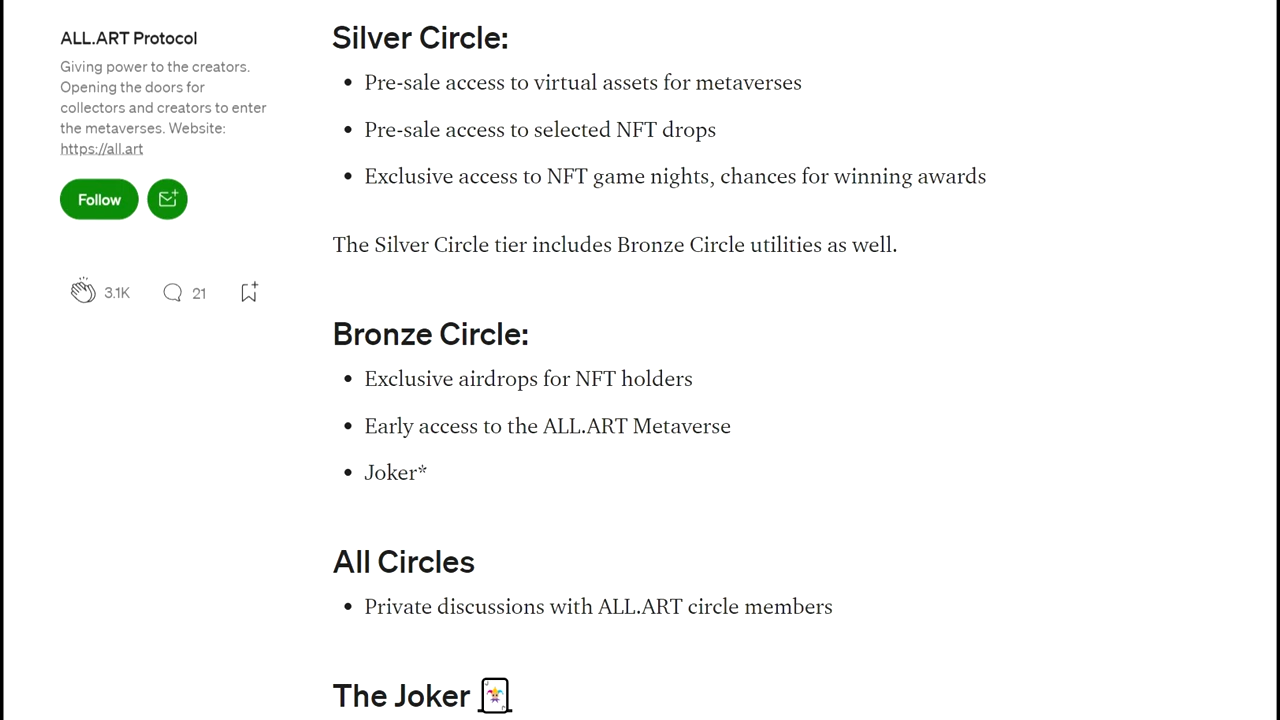 ALL.ART Protocol
Giving power to the creators.
Opening the doors for
collectors and creators to enter
the metaverses. Website:
https://all.art
Follow
3.1K
21
Silver Circle:
• Pre-sale access to virtual assets for metaverses
• Pre-sale access to selected NFT drops
• Exclusive access to NFT game nights, chances for winning awards
The Silver Circle tier includes Bronze Circle utilities as well.
Bronze Circle:
• Exclusive airdrops for NFT holders
• Early access to the ALL.ART Metaverse
• Joker*
All Circles
• Private discussions with ALL.ART circle members
The Joker 🃏